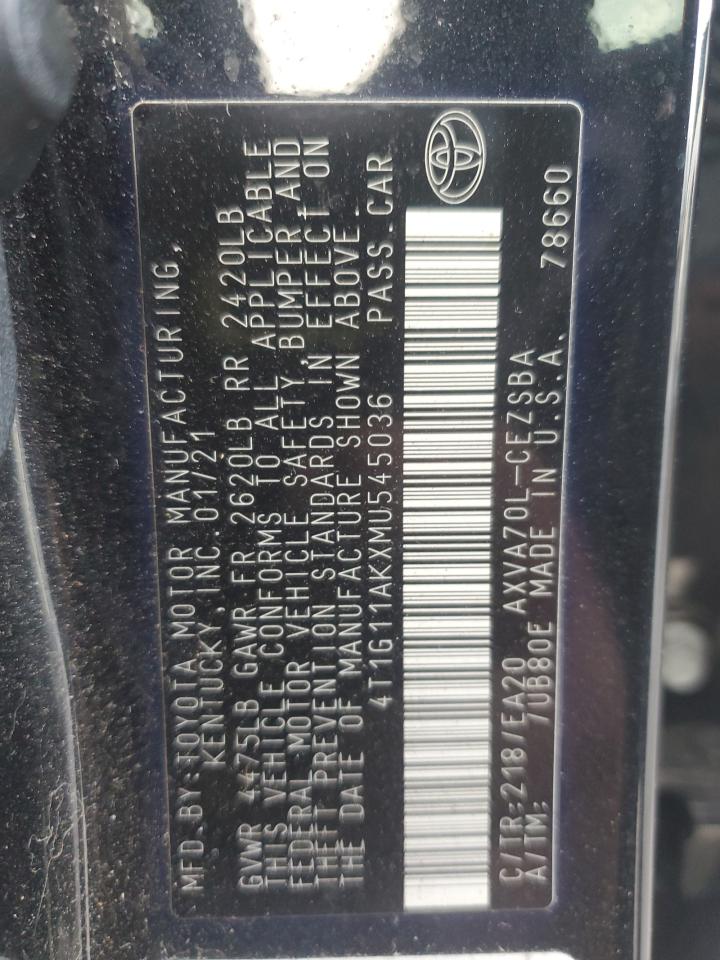 MFD.BY:TOYOTA MOTOR MANUFACTURING,
KENTUCKY,INC.01/21
GVWR 4475LB GAWR FR 2620LB RR 2420LB
THIS VEHICLE CONFORMS TO ALL APPLICABLE
FEDERAL MOTOR VEHICLE SAFETY,BUMPER,AND
THEFT PREVENTION STANDARDS IN EFFECT ON
THE DATE OF MANUFACTURE SHOWN ABOVE.
4T1G11AKXMU545036 PASS.CAR
C/TR:218/EA20 AXVA70L-CEZSBA
A/TM: /UB80E MADE IN U.S.A. 78660